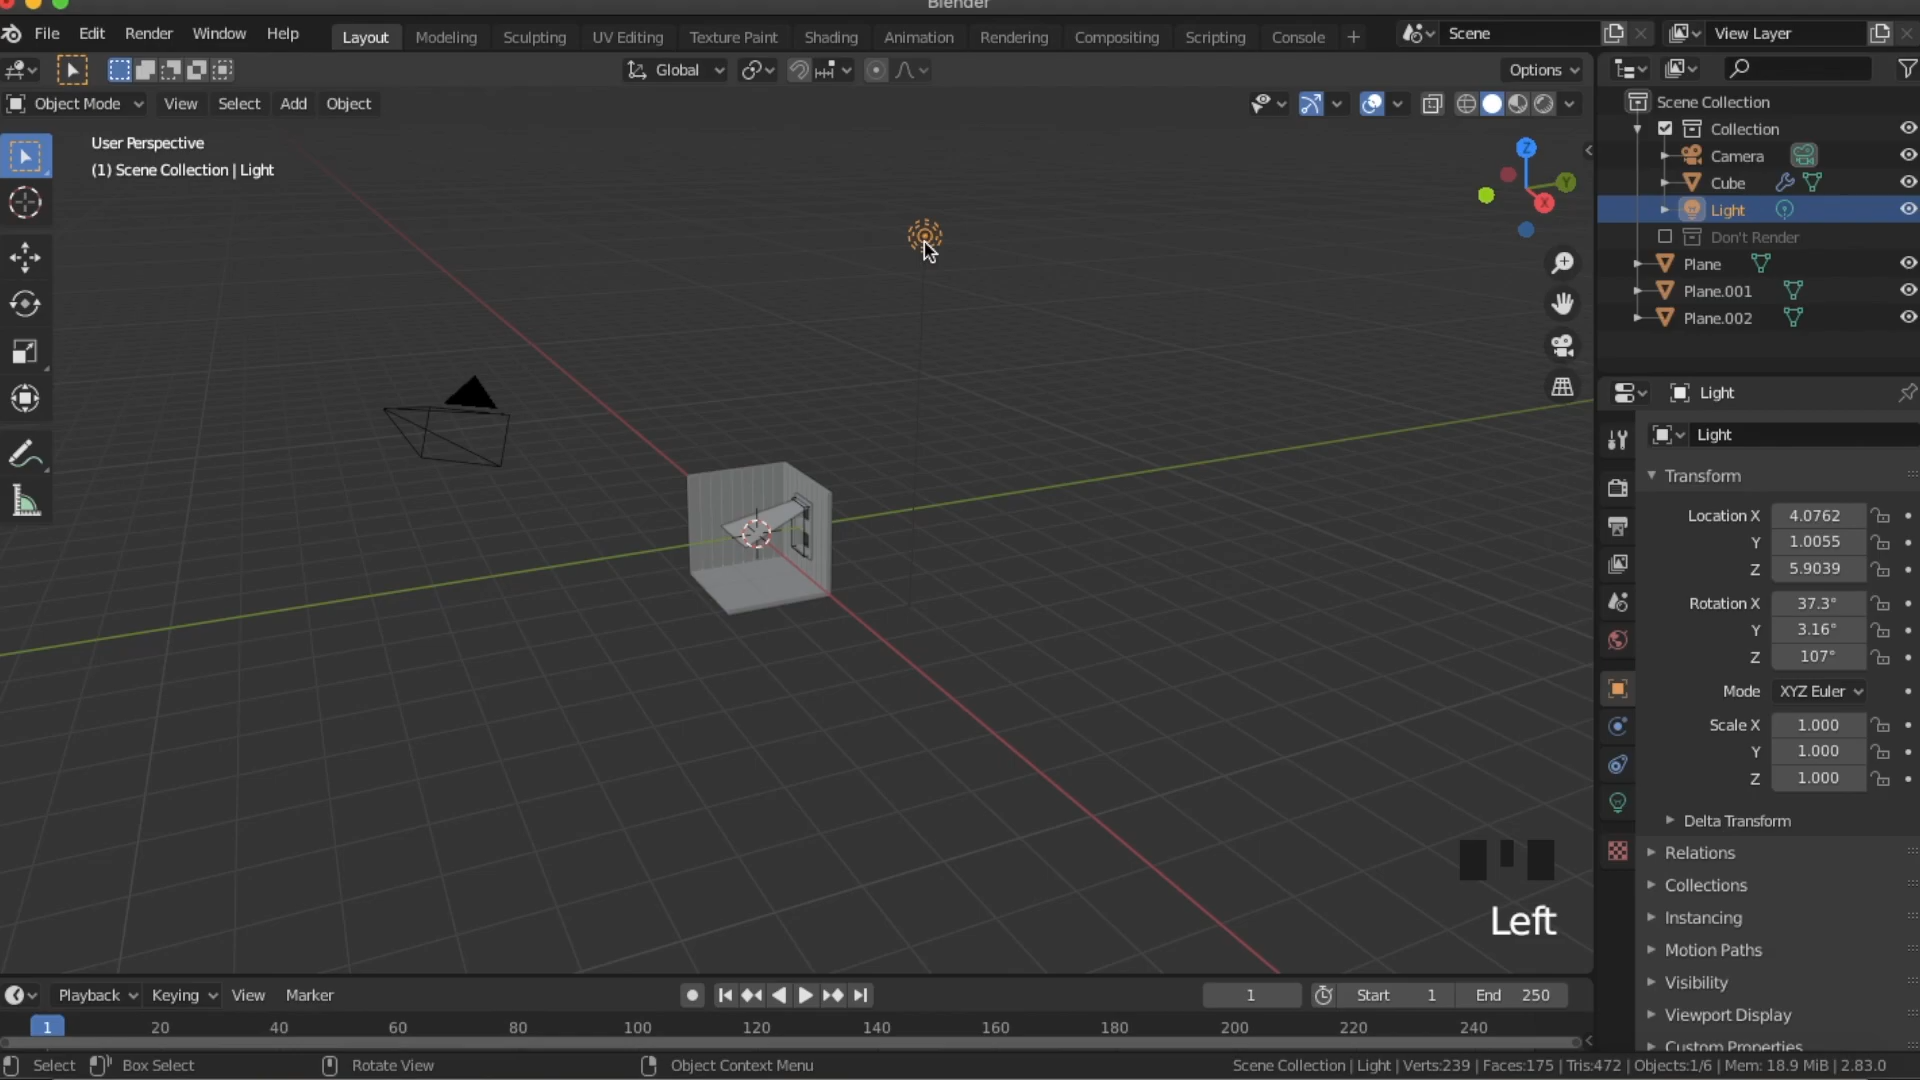 Blender
File Edit Render Window Help Layout Modeling Sculpting UV Editing Texture Paint Shading Animation Rendering Compositing Scripting Console + Scene View Layer
Global Options
Object Mode View Select Add Object
User Perspective
(1) Scene Collection | Light
Z
Y
X
Scene Collection
Collection
Camera
Cube
Light
Don't Render
Plane
Plane.001
Plane.002
Light
Light
Transform
Location X 4.0762
Y 1.0055
Z 5.9039
Rotation X 37.3°
Y 3.16°
Z 107°
Mode XYZ Euler
Scale X 1.000
Y 1.000
Z 1.000
Delta Transform
Relations
Collections
Instancing
Motion Paths
Visibility
Viewport Display
Custom Properties
Left
Playback Keying View Marker 1 Start 1 End 250
1 20 40 60 80 100 120 140 160 180 200 220 240
Select Box Select Rotate View Object Context Menu Scene Collection | Light | Verts:239 | Faces:175 | Tris:472 | Objects:1/6 | Mem: 18.9 MiB | 2.83.0